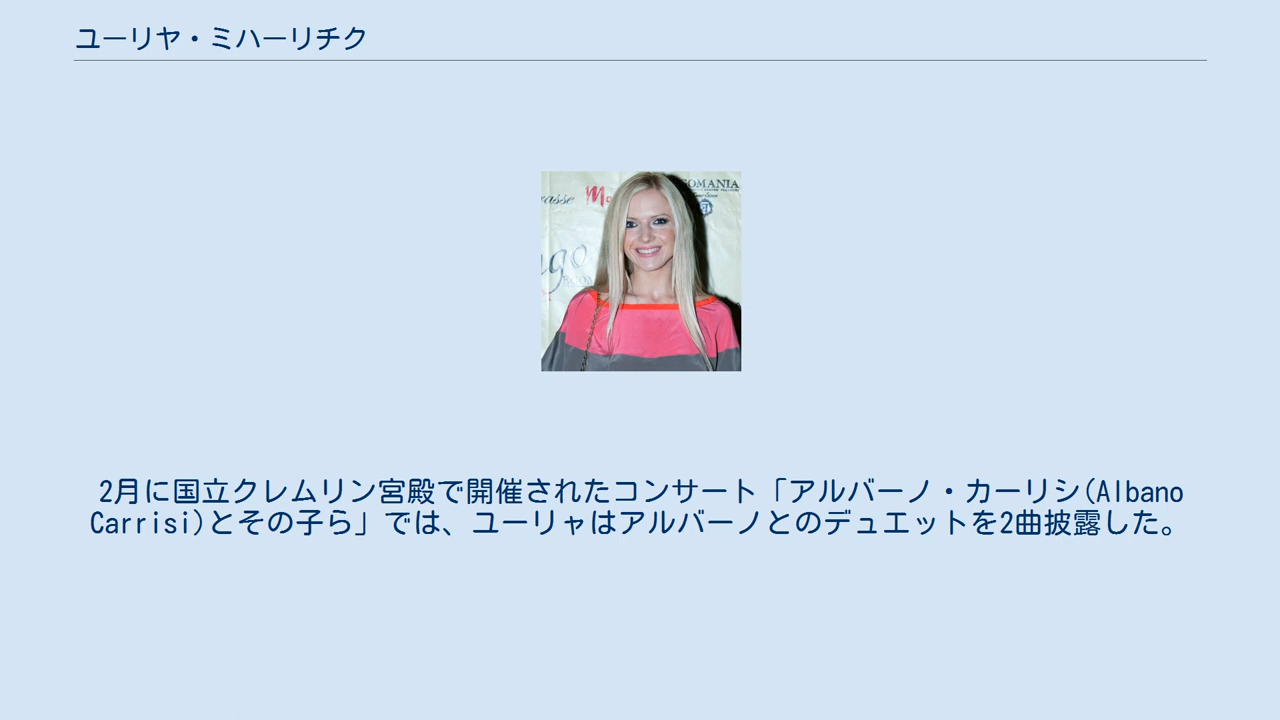 ユーリヤ・ミハーリチク
OMANIA
asse
go
2月に国立クレムリン宮殿で開催されたコンサート「アルバーノ・カーリシ(Albano
Carrisi)とその子ら」では、ユーリャはアルバーノとのデュエットを2曲披露した。